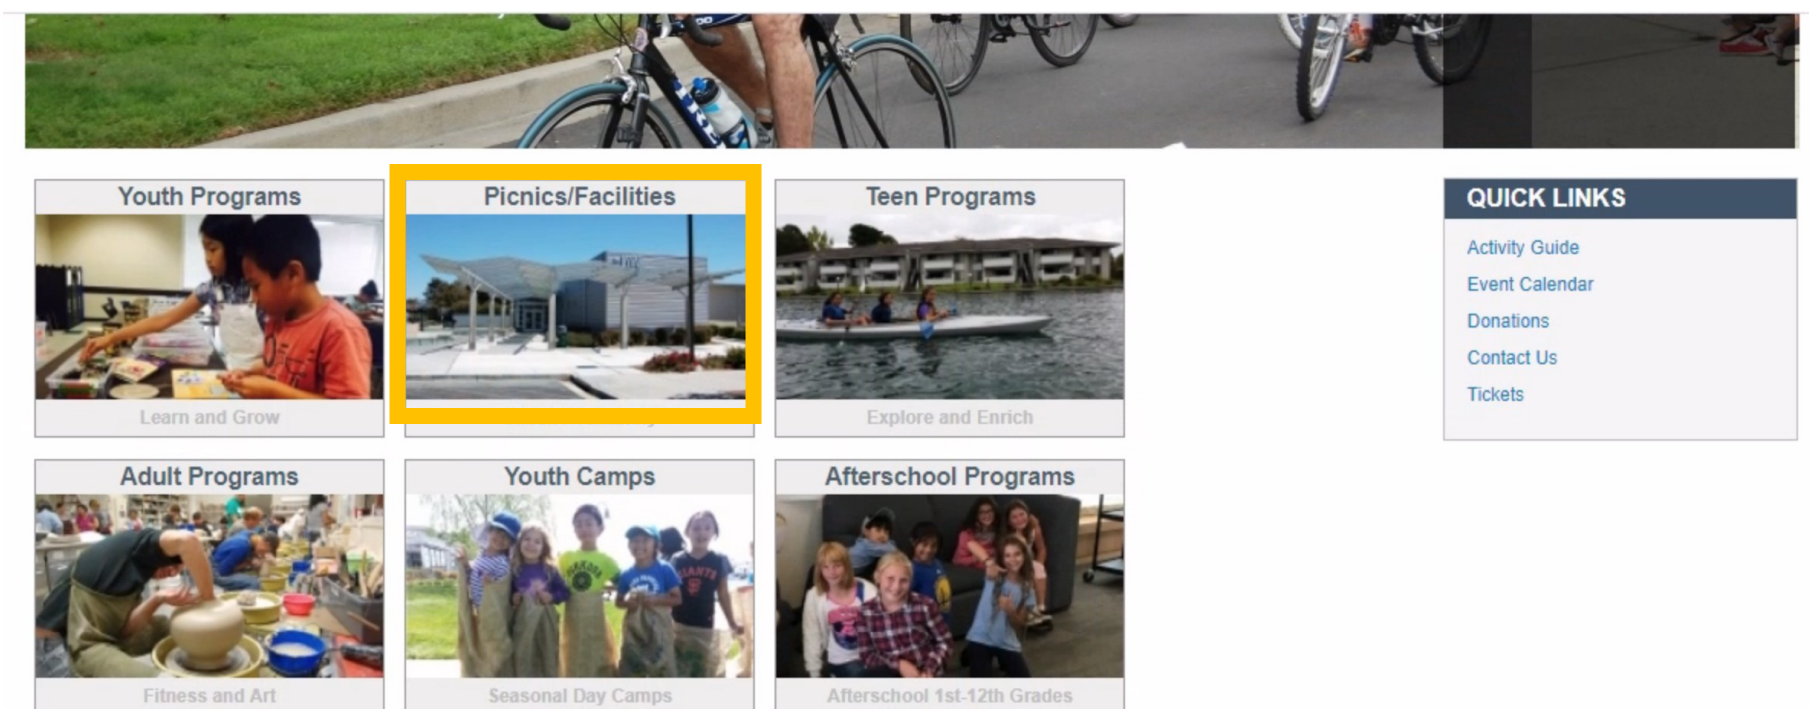 TREK
Youth Programs
Picnics/Facilities
Teen Programs
Learn and Grow
Explore and Enrich
Adult Programs
Youth Camps
Afterschool Programs
GIANTS
Fitness and Art
Seasonal Day Camps
Afterschool 1st-12th Grades
QUICK LINKS
Activity Guide
Event Calendar
Donations
Contact Us
Tickets